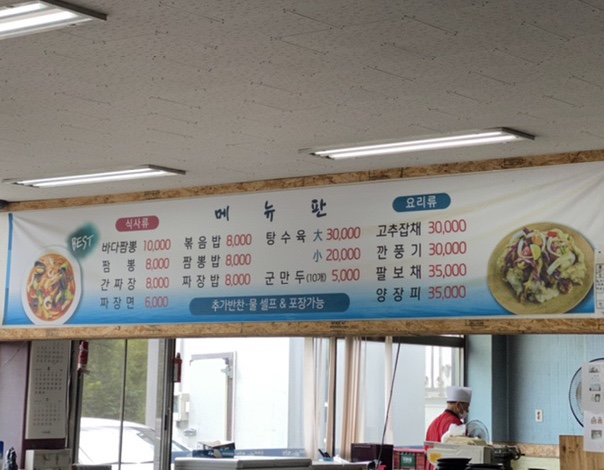 메뉴판
식사류
요리류
BEST
바다짬뽕 10,000
짬뽕 8,000
간짜장 8,000
짜장면 6,000
볶음밥 8,000
짬뽕밥 8,000
짜장밥 8,000
탕수육 大 30,000
小 20,000
군만두(10개) 5,000
고추잡채 30,000
깐풍기 30,000
팔보채 35,000
양장피 35,000
추가반찬·물 셀프 & 포장가능